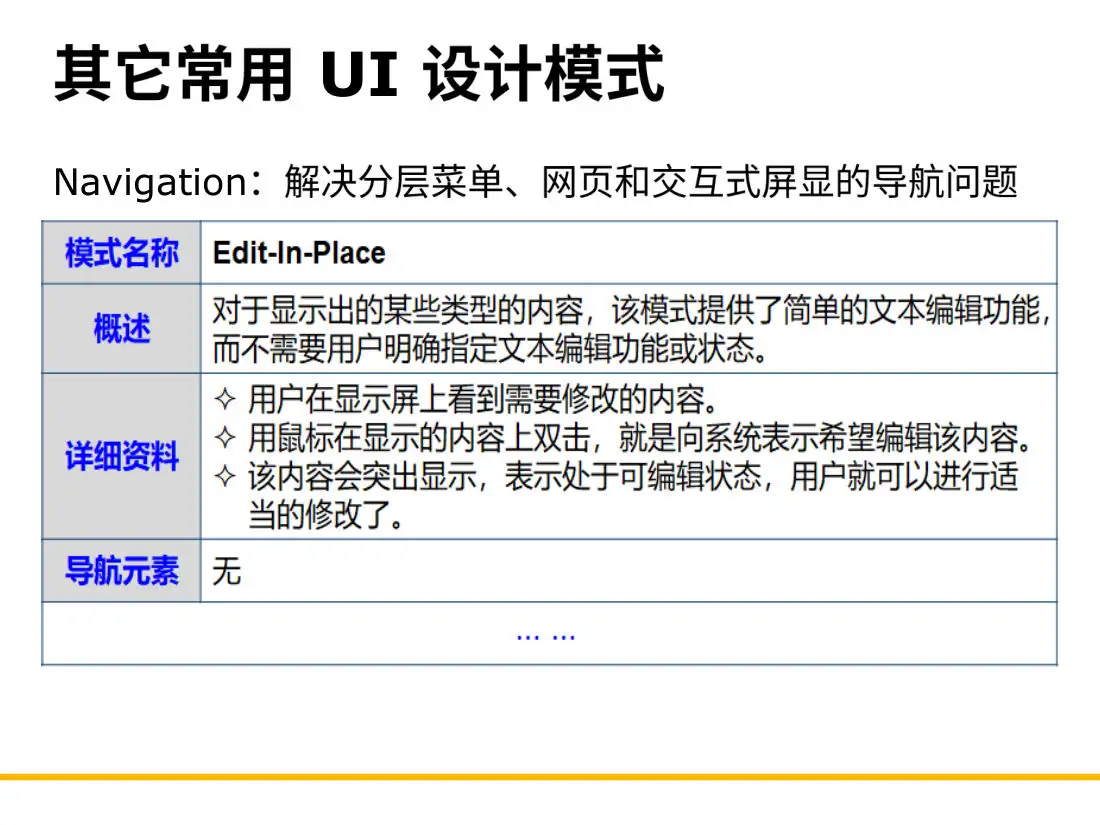 其它常用 UI 设计模式
Navigation：解决分层菜单、网页和交互式屏显的导航问题
模式名称 Edit-In-Place
概述 对于显示出的某些类型的内容，该模式提供了简单的文本编辑功能，
而不需要用户明确指定文本编辑功能或状态。
详细资料
✧ 用户在显示屏上看到需要修改的内容。
✧ 用鼠标在显示的内容上双击，就是向系统表示希望编辑该内容。
✧ 该内容会突出显示，表示处于可编辑状态，用户就可以进行适
当的修改了。
导航元素 无
... ...